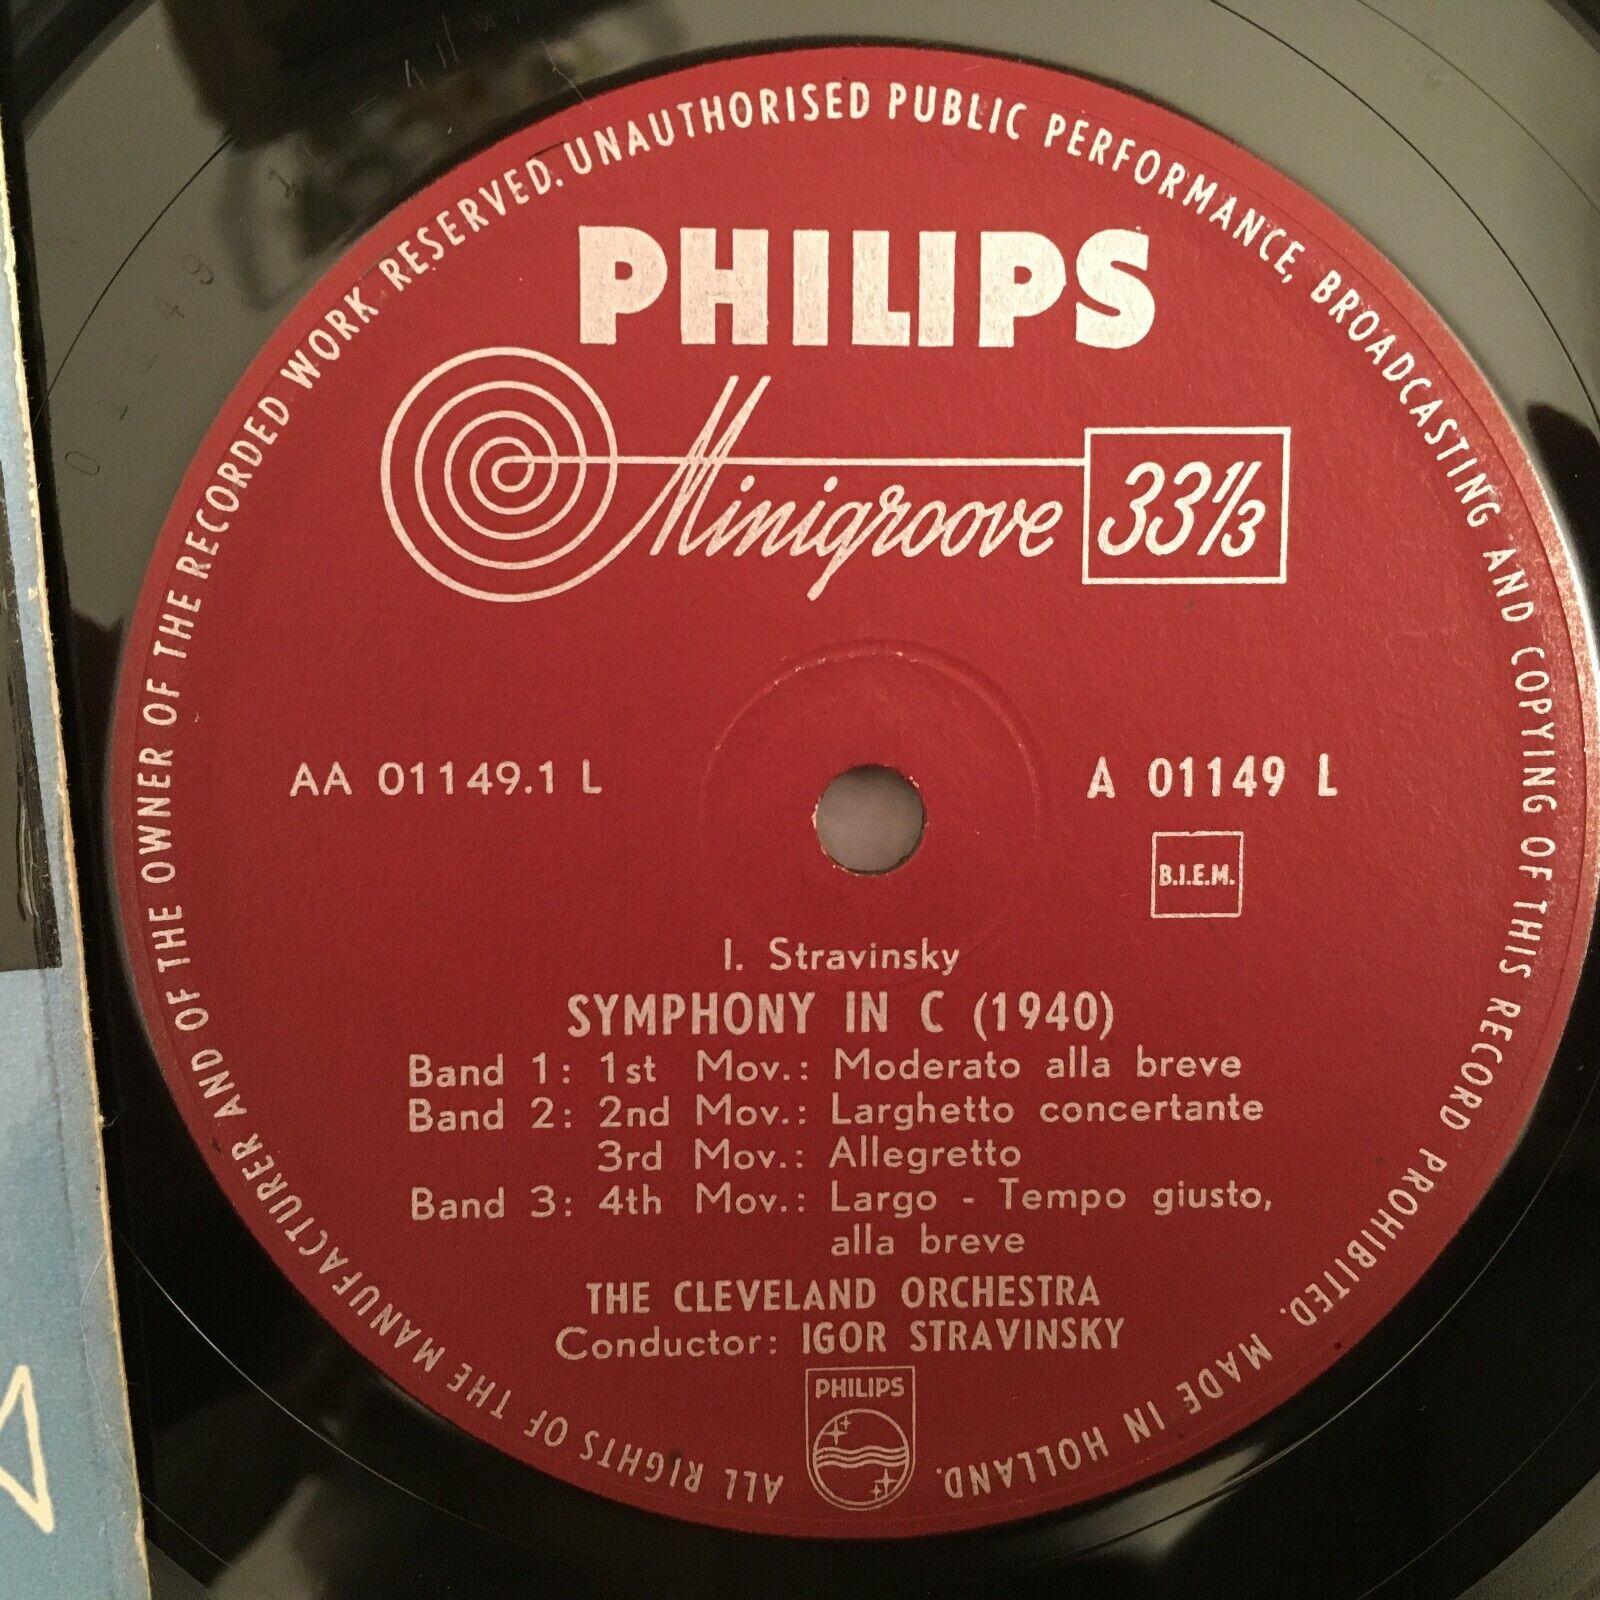 ALL RIGHTS OF THE MANUFACTURER AND OF THE OWNER OF THE RECORDED WORK RESERVED. UNAUTHORISED PUBLIC PERFORMANCE, BROADCASTING AND COPYING OF THIS RECORD PROHIBITED. MADE IN HOLLAND.
PHILIPS
Minigroove 33⅓
AA 01149.1 L
A 01149 L
B.I.E.M.
I. Stravinsky
SYMPHONY IN C (1940)
Band 1: 1st Mov.: Moderato alla breve
Band 2: 2nd Mov.: Larghetto concertante
3rd Mov.: Allegretto
Band 3: 4th Mov.: Largo - Tempo giusto,
alla breve
THE CLEVELAND ORCHESTRA
Conductor: IGOR STRAVINSKY
PHILIPS